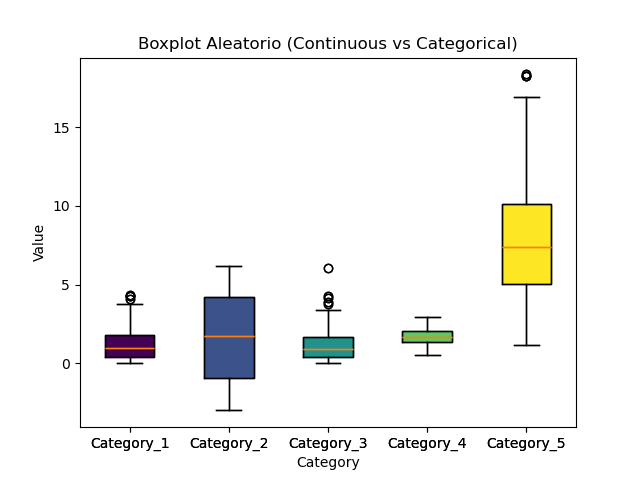 Boxplot Aleatorio (Continuous vs Categorical)
15
10
5
0
Value
Category_1 Category_2 Category_3 Category_4 Category_5
Category